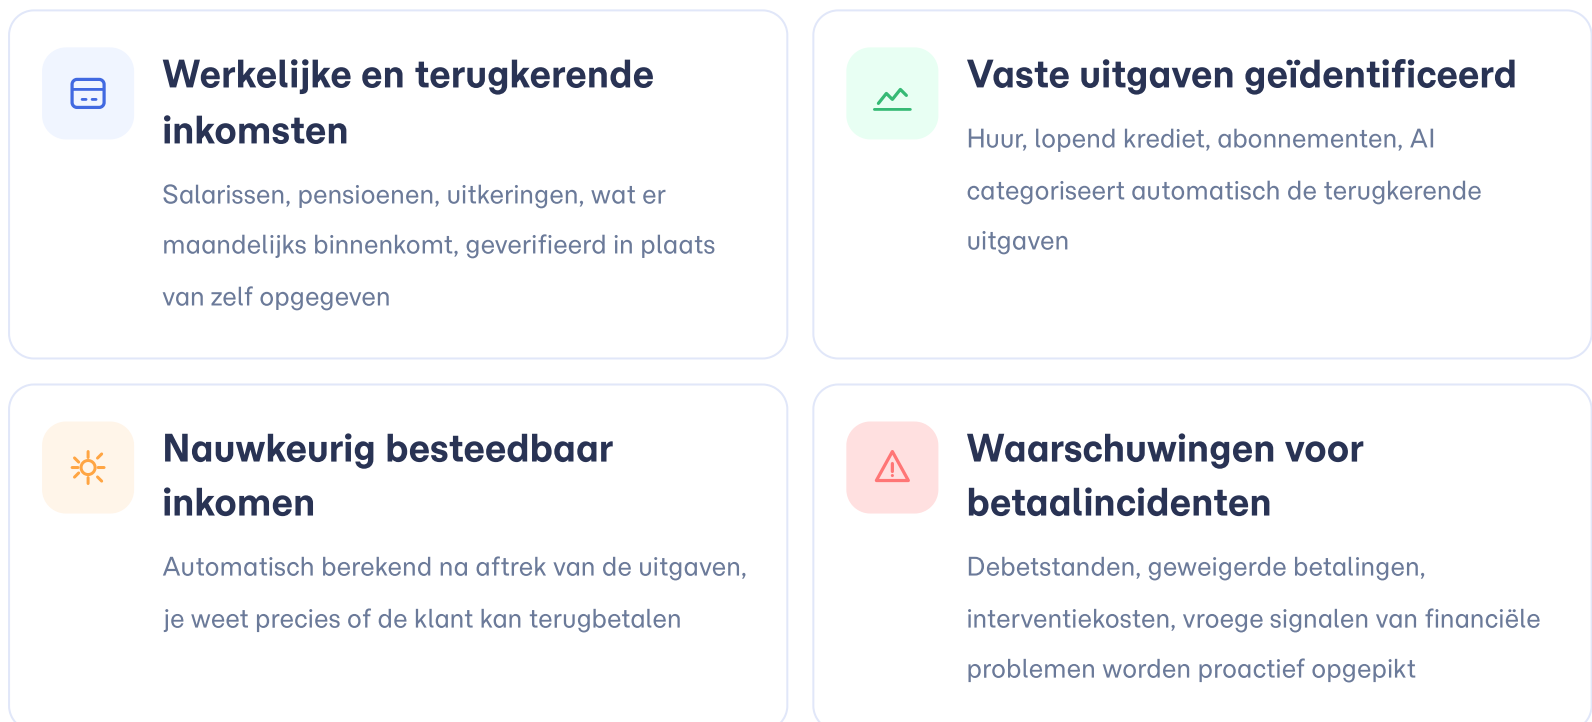 Werkelijke en terugkerende
inkomsten
Salarissen, pensioenen, uitkeringen, wat er
maandelijks binnenkomt, geverifieerd in plaats
van zelf opgegeven
Vaste uitgaven geïdentificeerd
Huur, lopend krediet, abonnementen, AI
categoriseert automatisch de terugkerende
uitgaven
Nauwkeurig besteedbaar
inkomen
Automatisch berekend na aftrek van de uitgaven,
je weet precies of de klant kan terugbetalen
Waarschuwingen voor
betaalincidenten
Debetstanden, geweigerde betalingen,
interventiekosten, vroege signalen van financiële
problemen worden proactief opgepikt